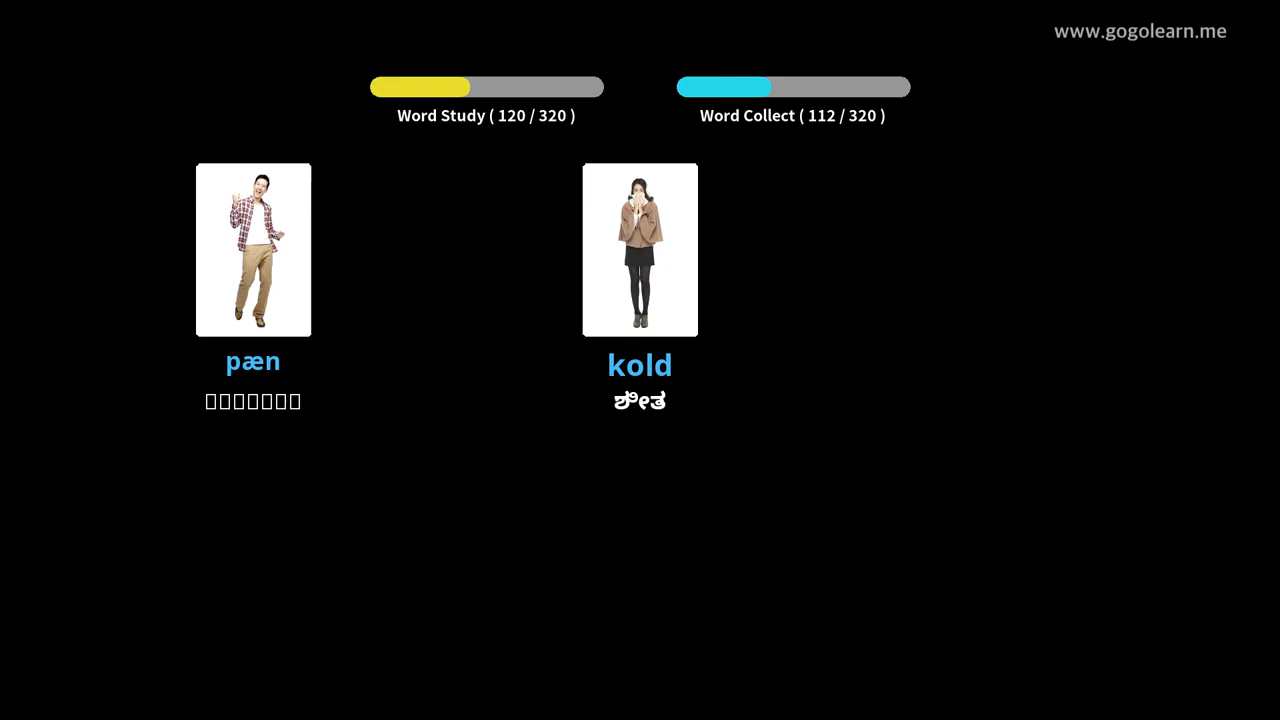 www.gogolearn.me
Word Study ( 120 / 320 )
Word Collect ( 112 / 320 )
pæn
kold
ಶೀತ